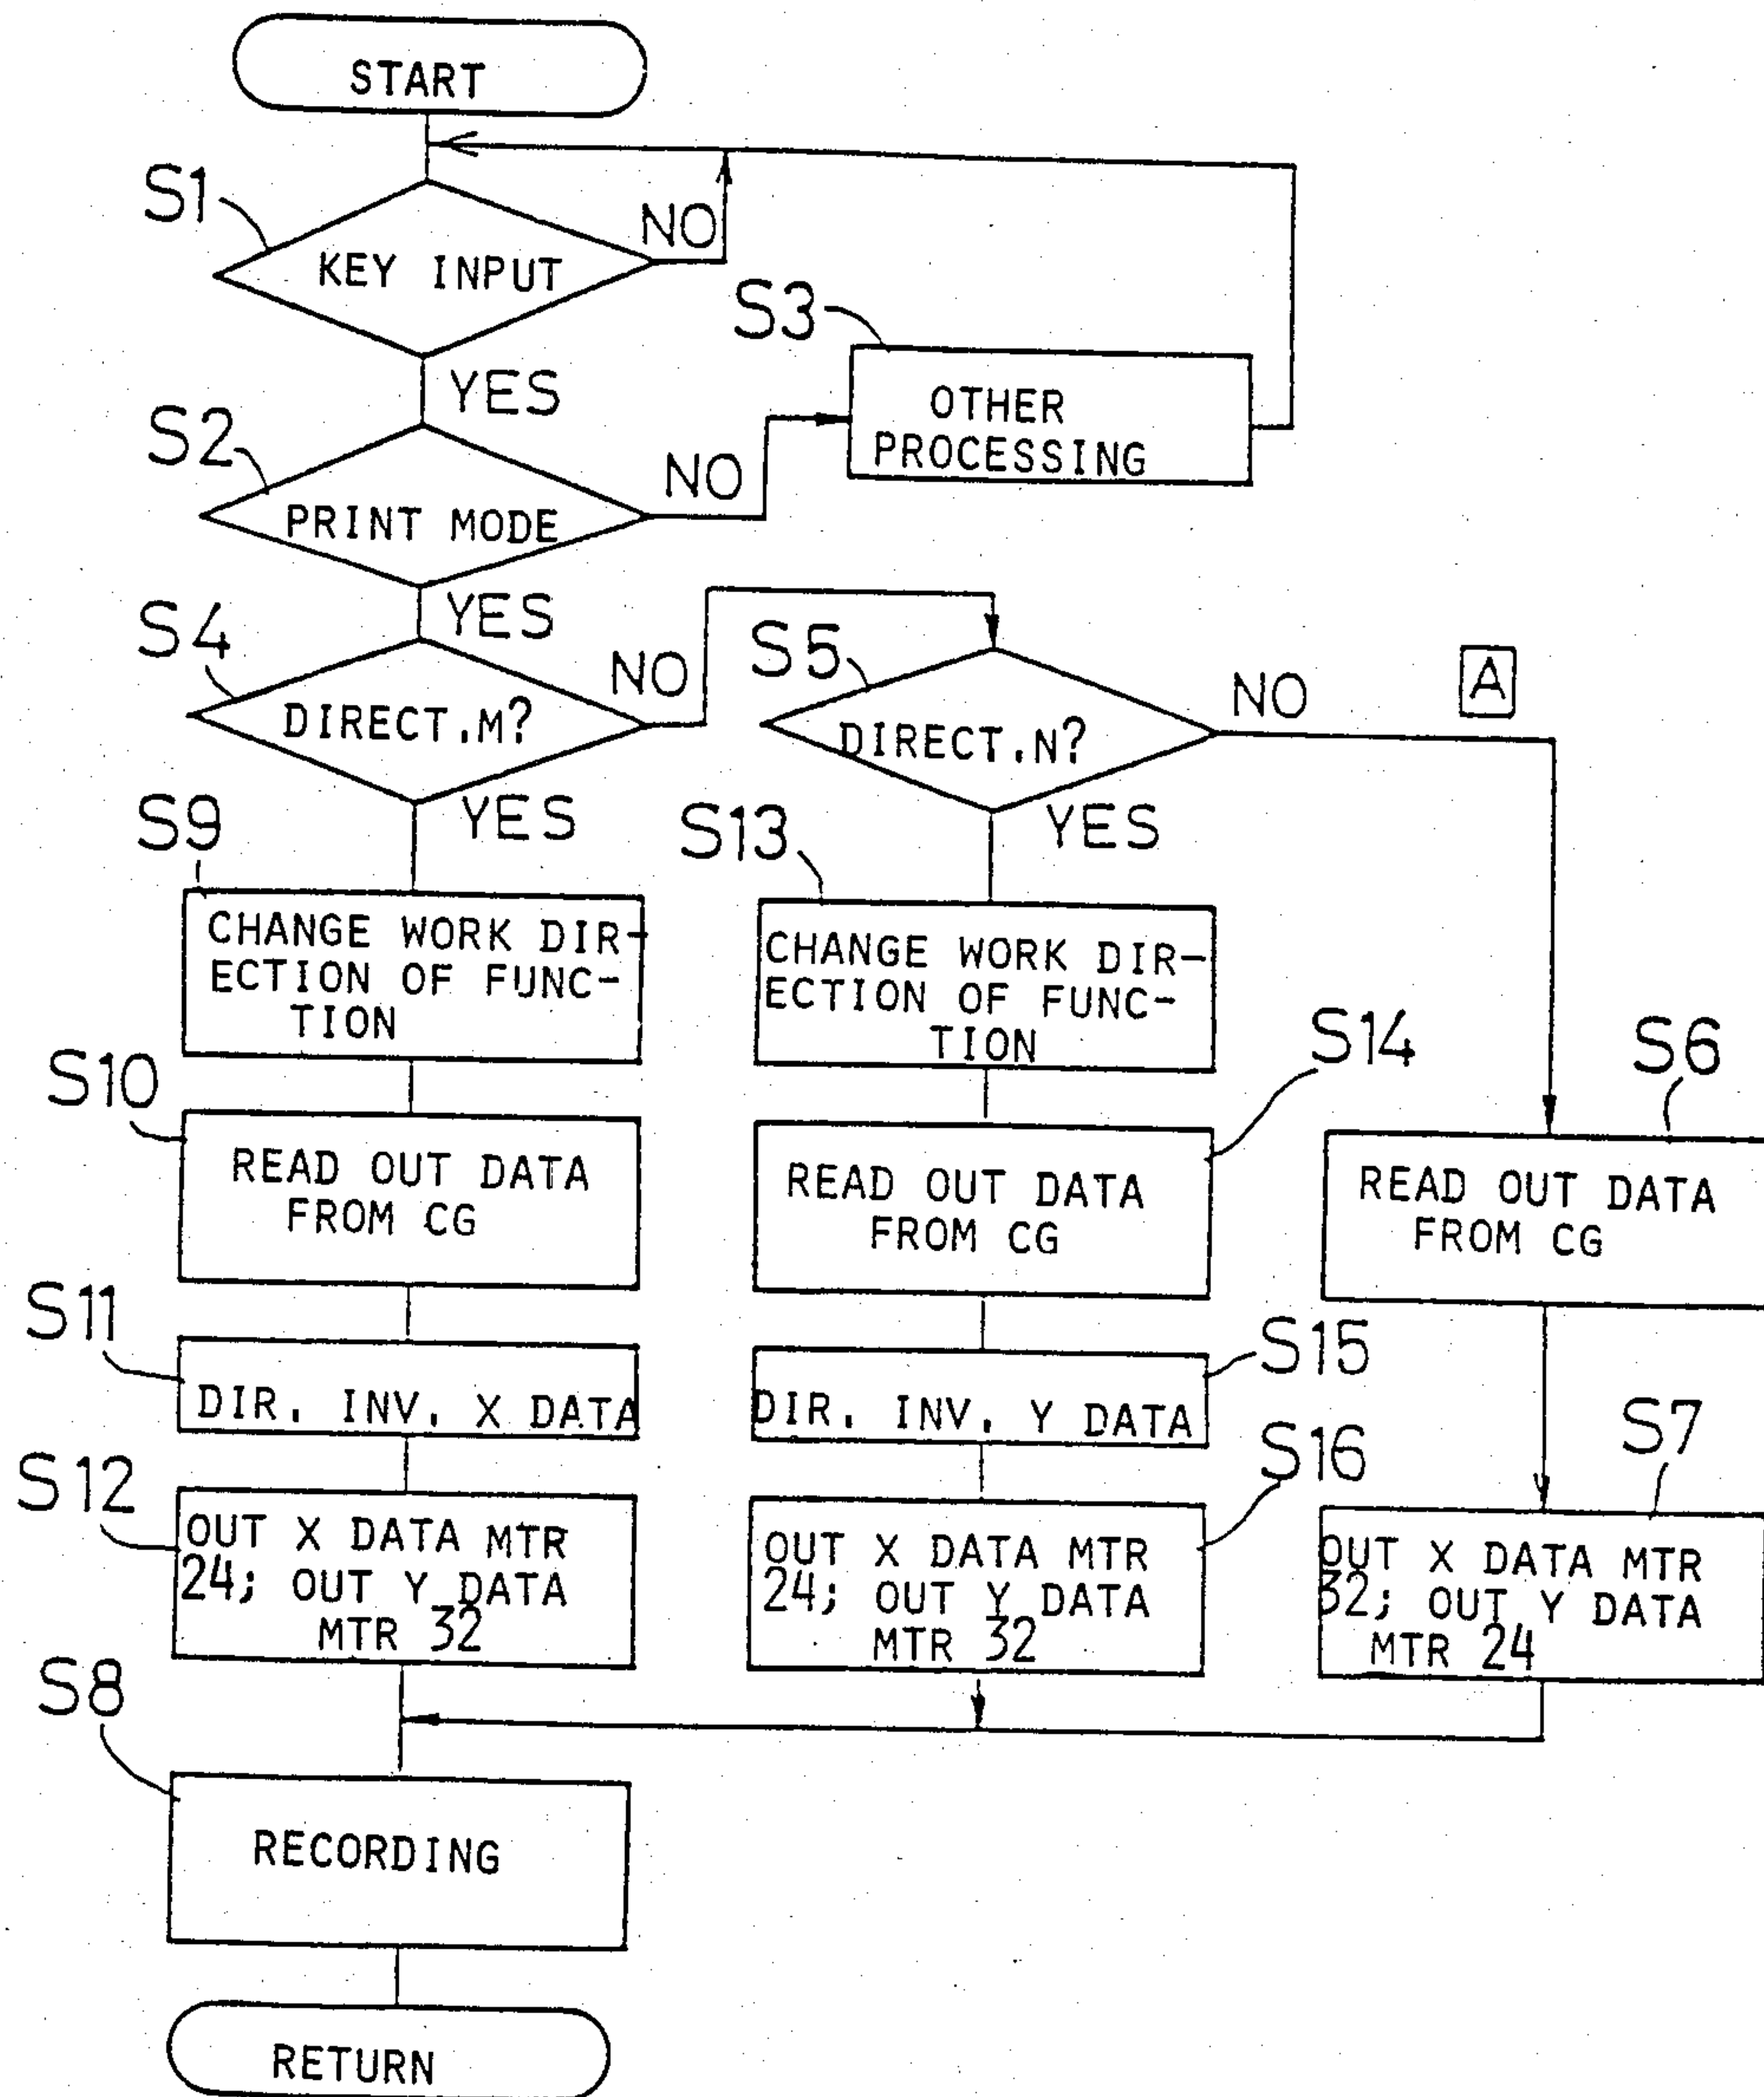 START
S1
KEY INPUT
NO
YES
S3
OTHER
PROCESSING
S2
PRINT MODE
NO
YES
S4
DIRECT.M?
NO
YES
S5
DIRECT.N?
NO
YES
A
S9
CHANGE WORK DIR-
ECTION OF FUNC-
TION
S10
READ OUT DATA
FROM CG
S11
DIR. INV. X DATA
S12
OUT X DATA MTR
24; OUT Y DATA
MTR 32
S13
CHANGE WORK DIR-
ECTION OF FUNC-
TION
S14
READ OUT DATA
FROM CG
S15
DIR. INV. Y DATA
S16
OUT X DATA MTR
24; OUT Y DATA
MTR 32
S6
READ OUT DATA
FROM CG
S7
OUT X DATA MTR
32; OUT Y DATA
MTR 24
S8
RECORDING
RETURN